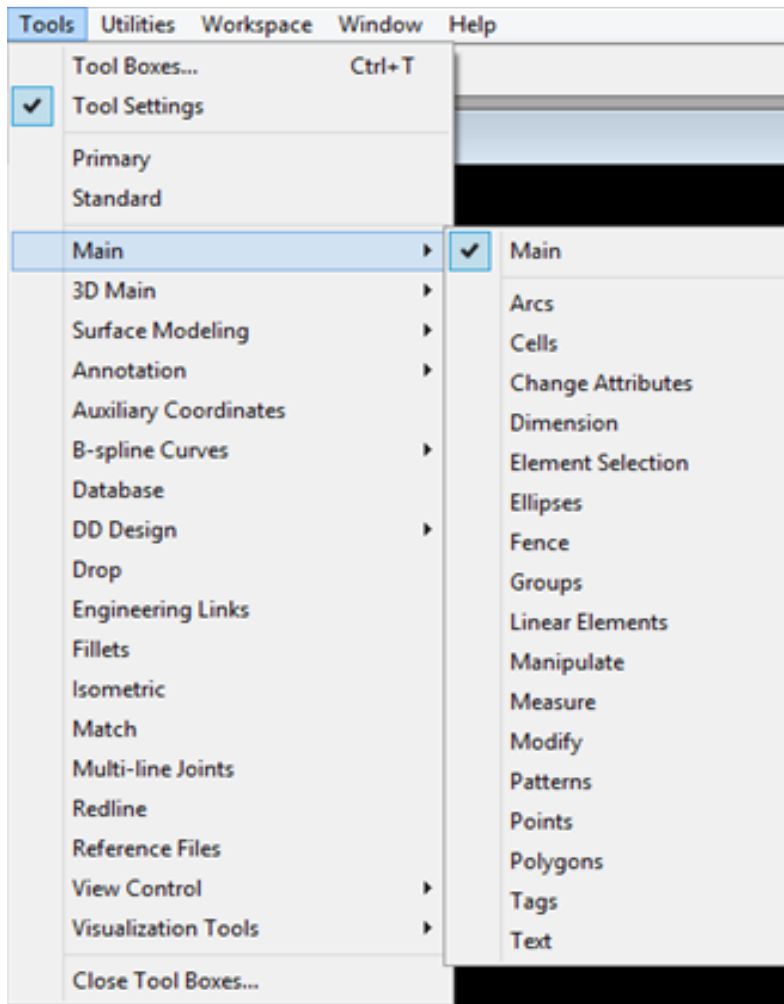 Tools Utilities Workspace Window Help
Tool Boxes... Ctrl+T
Tool Settings
Primary
Standard
Main
3D Main
Surface Modeling
Annotation
Auxiliary Coordinates
B-spline Curves
Database
DD Design
Drop
Engineering Links
Fillets
Isometric
Match
Multi-line Joints
Redline
Reference Files
View Control
Visualization Tools
Close Tool Boxes...
Main
Arcs
Cells
Change Attributes
Dimension
Element Selection
Ellipses
Fence
Groups
Linear Elements
Manipulate
Measure
Modify
Patterns
Points
Polygons
Tags
Text